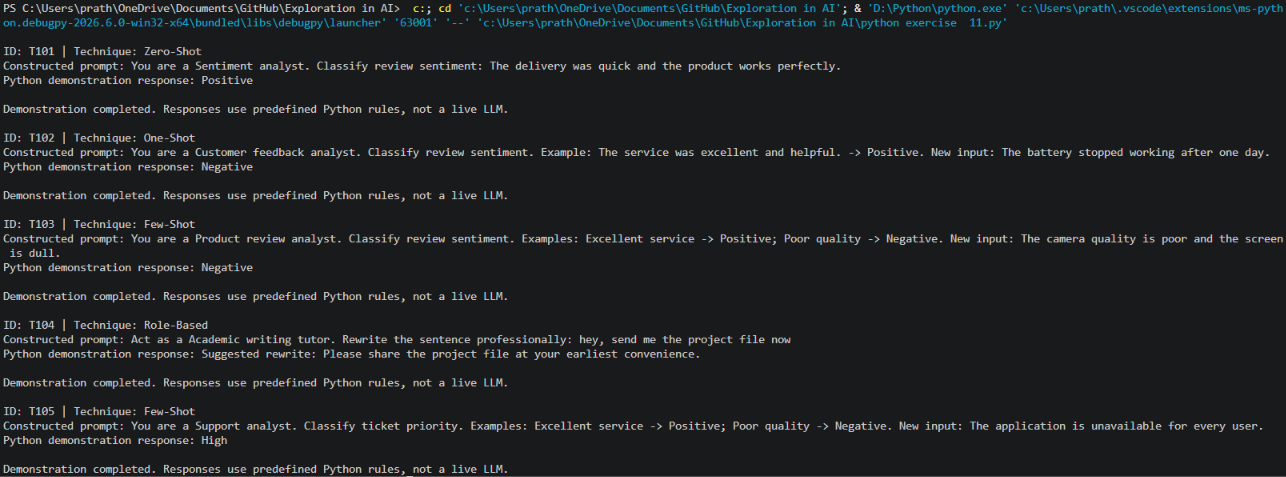 PS C:\Users\prath\OneDrive\Documents\GitHub\Exploration in AI>  c:; cd 'c:\Users\prath\OneDrive\Documents\GitHub\Exploration in AI'; & 'D:\Python\python.exe' 'c:\Users\prath\.vscode\extensions\ms-pyth
on.debugpy-2026.6.0-win32-x64\bundled\libs\debugpy\launcher' '63001' '--' 'c:\Users\prath\OneDrive\Documents\GitHub\Exploration in AI\python exercise  11.py'
ID: T101 | Technique: Zero-Shot
Constructed prompt: You are a Sentiment analyst. Classify review sentiment: The delivery was quick and the product works perfectly.
Python demonstration response: Positive
Demonstration completed. Responses use predefined Python rules, not a live LLM.
ID: T102 | Technique: One-Shot
Constructed prompt: You are a Customer feedback analyst. Classify review sentiment. Example: The service was excellent and helpful. -> Positive. New input: The battery stopped working after one day.
Python demonstration response: Negative
Demonstration completed. Responses use predefined Python rules, not a live LLM.
ID: T103 | Technique: Few-Shot
Constructed prompt: You are a Product review analyst. Classify review sentiment. Examples: Excellent service -> Positive; Poor quality -> Negative. New input: The camera quality is poor and the screen
 is dull.
Python demonstration response: Negative
Demonstration completed. Responses use predefined Python rules, not a live LLM.
ID: T104 | Technique: Role-Based
Constructed prompt: Act as a Academic writing tutor. Rewrite the sentence professionally: hey, send me the project file now
Python demonstration response: Suggested rewrite: Please share the project file at your earliest convenience.
Demonstration completed. Responses use predefined Python rules, not a live LLM.
ID: T105 | Technique: Few-Shot
Constructed prompt: You are a Support analyst. Classify ticket priority. Examples: Excellent service -> Positive; Poor quality -> Negative. New input: The application is unavailable for every user.
Python demonstration response: High
Demonstration completed. Responses use predefined Python rules, not a live LLM.